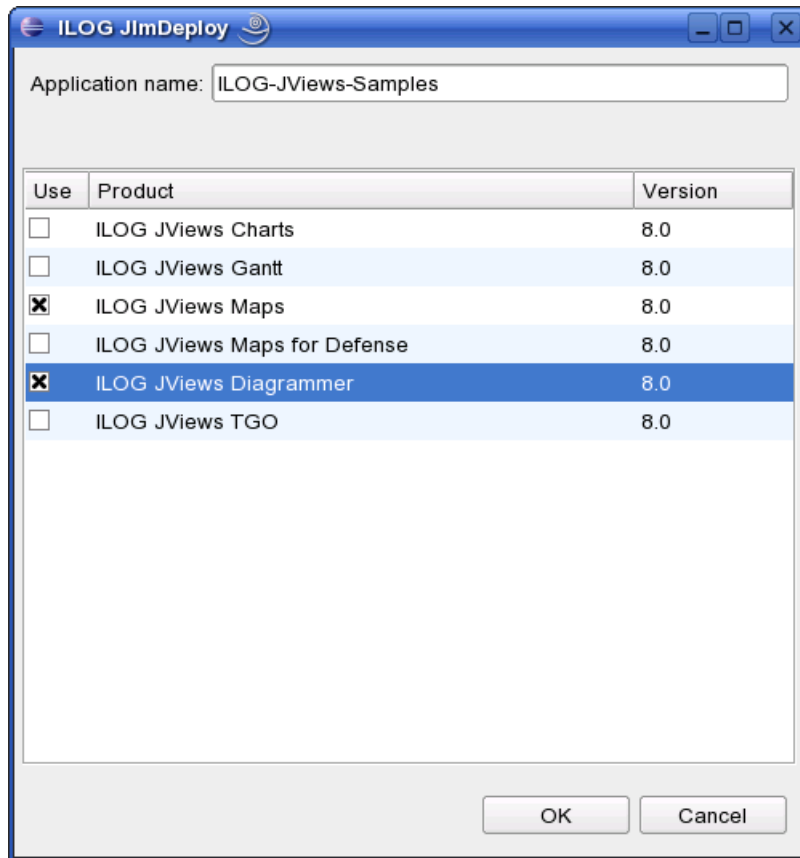 ILOG JlmDeploy
Application name: ILOG-JViews-Samples
Use Product Version
ILOG JViews Charts 8.0
ILOG JViews Gantt 8.0
ILOG JViews Maps 8.0
ILOG JViews Maps for Defense 8.0
ILOG JViews Diagrammer 8.0
ILOG JViews TGO 8.0
OK Cancel